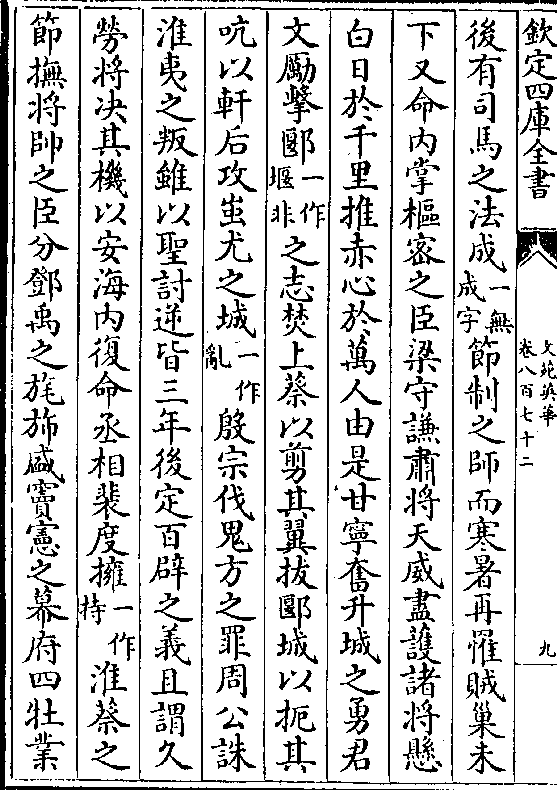 欽定四庫全書
文苑英華
卷八百七十二
九
後有司馬之法成一無成字節制之師而寒暑再罹賊巢未
下又命内掌樞密之臣梁守謙肅將天威盡護諸將懸
白日於千里推赤心於萬人由是甘寧奮升城之勇君
文勵擊郾一作堰非之志焚上蔡以剪其翼拔郾城以扼其
吭以軒后攻蚩尤之城一作亂殷宗伐鬼方之罪周公誅
淮夷之叛雖以聖討逆皆三年後定百辟之義且謂久
勞將决其機以安海内復命丞相裴度擁一作持淮蔡之
節撫將帥之臣分鄧禹之旄斾盛竇憲之幕府四牡業